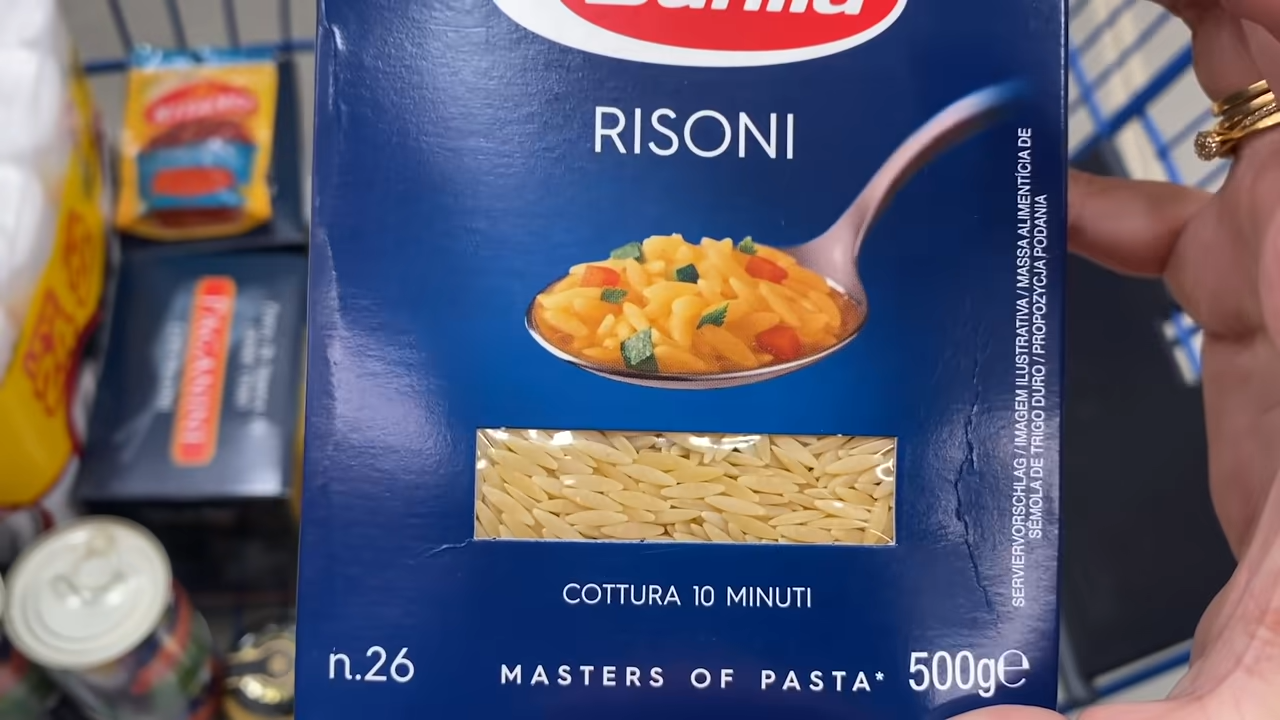 Barilla
RISONI
SERVIERVORSCHLAG / IMAGEM ILUSTRATIVA / MASSA ALIMENTÍCIA DE
SÊMOLA DE TRIGO DURO / PROPOZYCJA PODANIA
COTTURA 10 MINUTI
n.26
MASTERS OF PASTA*
500g℮